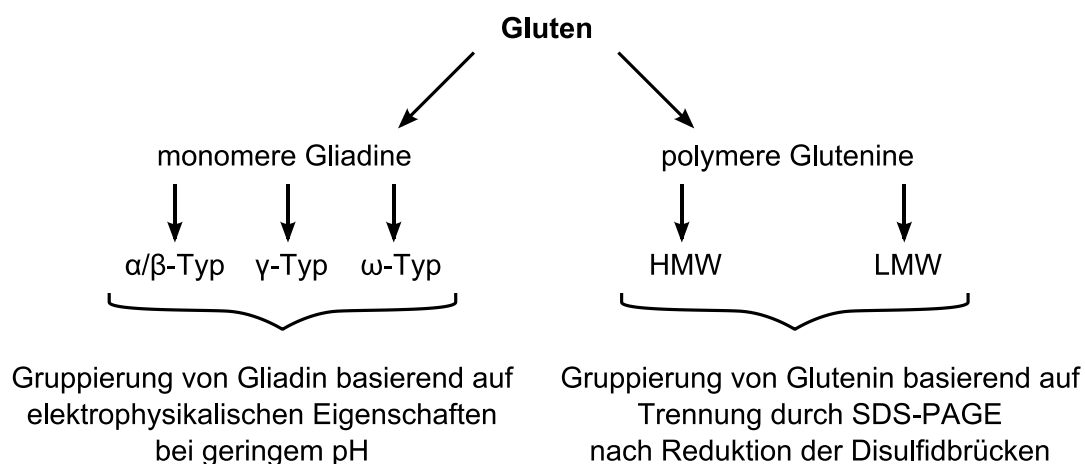 Gluten
monomere Gliadine
polymere Glutenine
α/β-Typ γ-Typ ω-Typ
HMW LMW
Gruppierung von Gliadin basierend auf
elektrophysikalischen Eigenschaften
bei geringem pH
Gruppierung von Glutenin basierend auf
Trennung durch SDS-PAGE
nach Reduktion der Disulfidbrücken